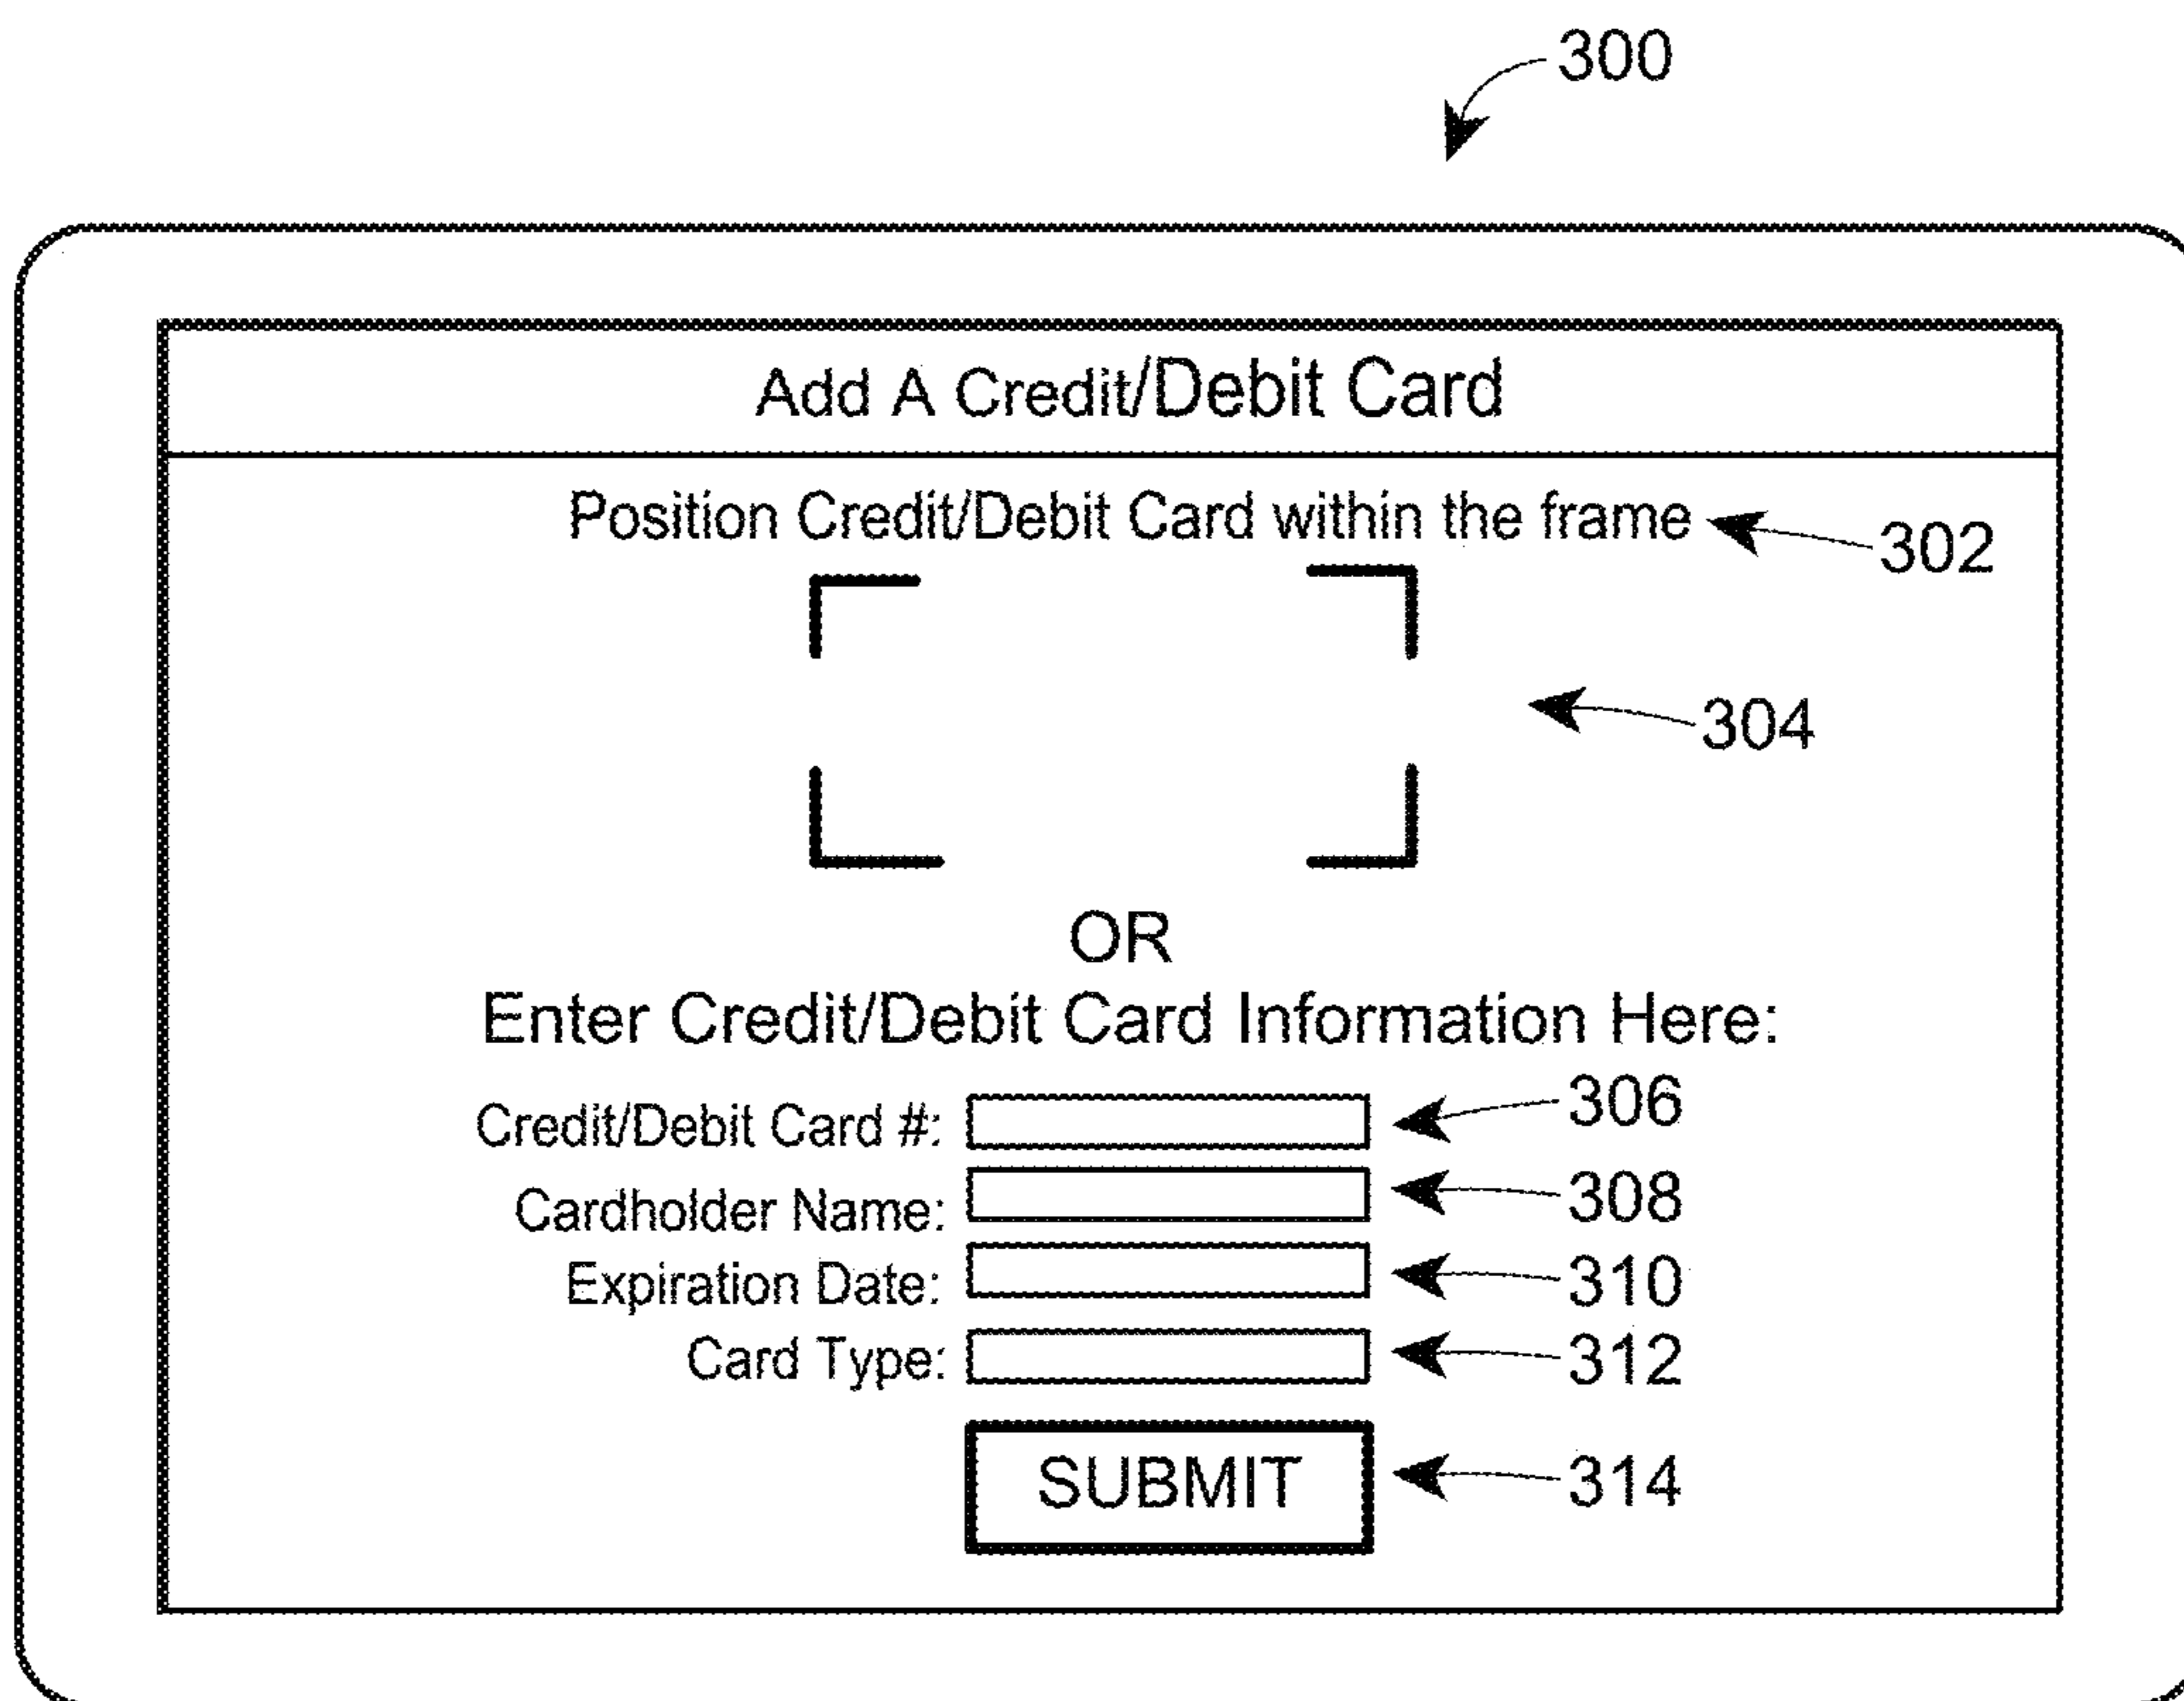 300
Add A Credit/Debit Card
Position Credit/Debit Card within the frame 302
304
OR
Enter Credit/Debit Card Information Here:
Credit/Debit Card #: 306
Cardholder Name: 308
Expiration Date: 310
Card Type: 312
SUBMIT 314